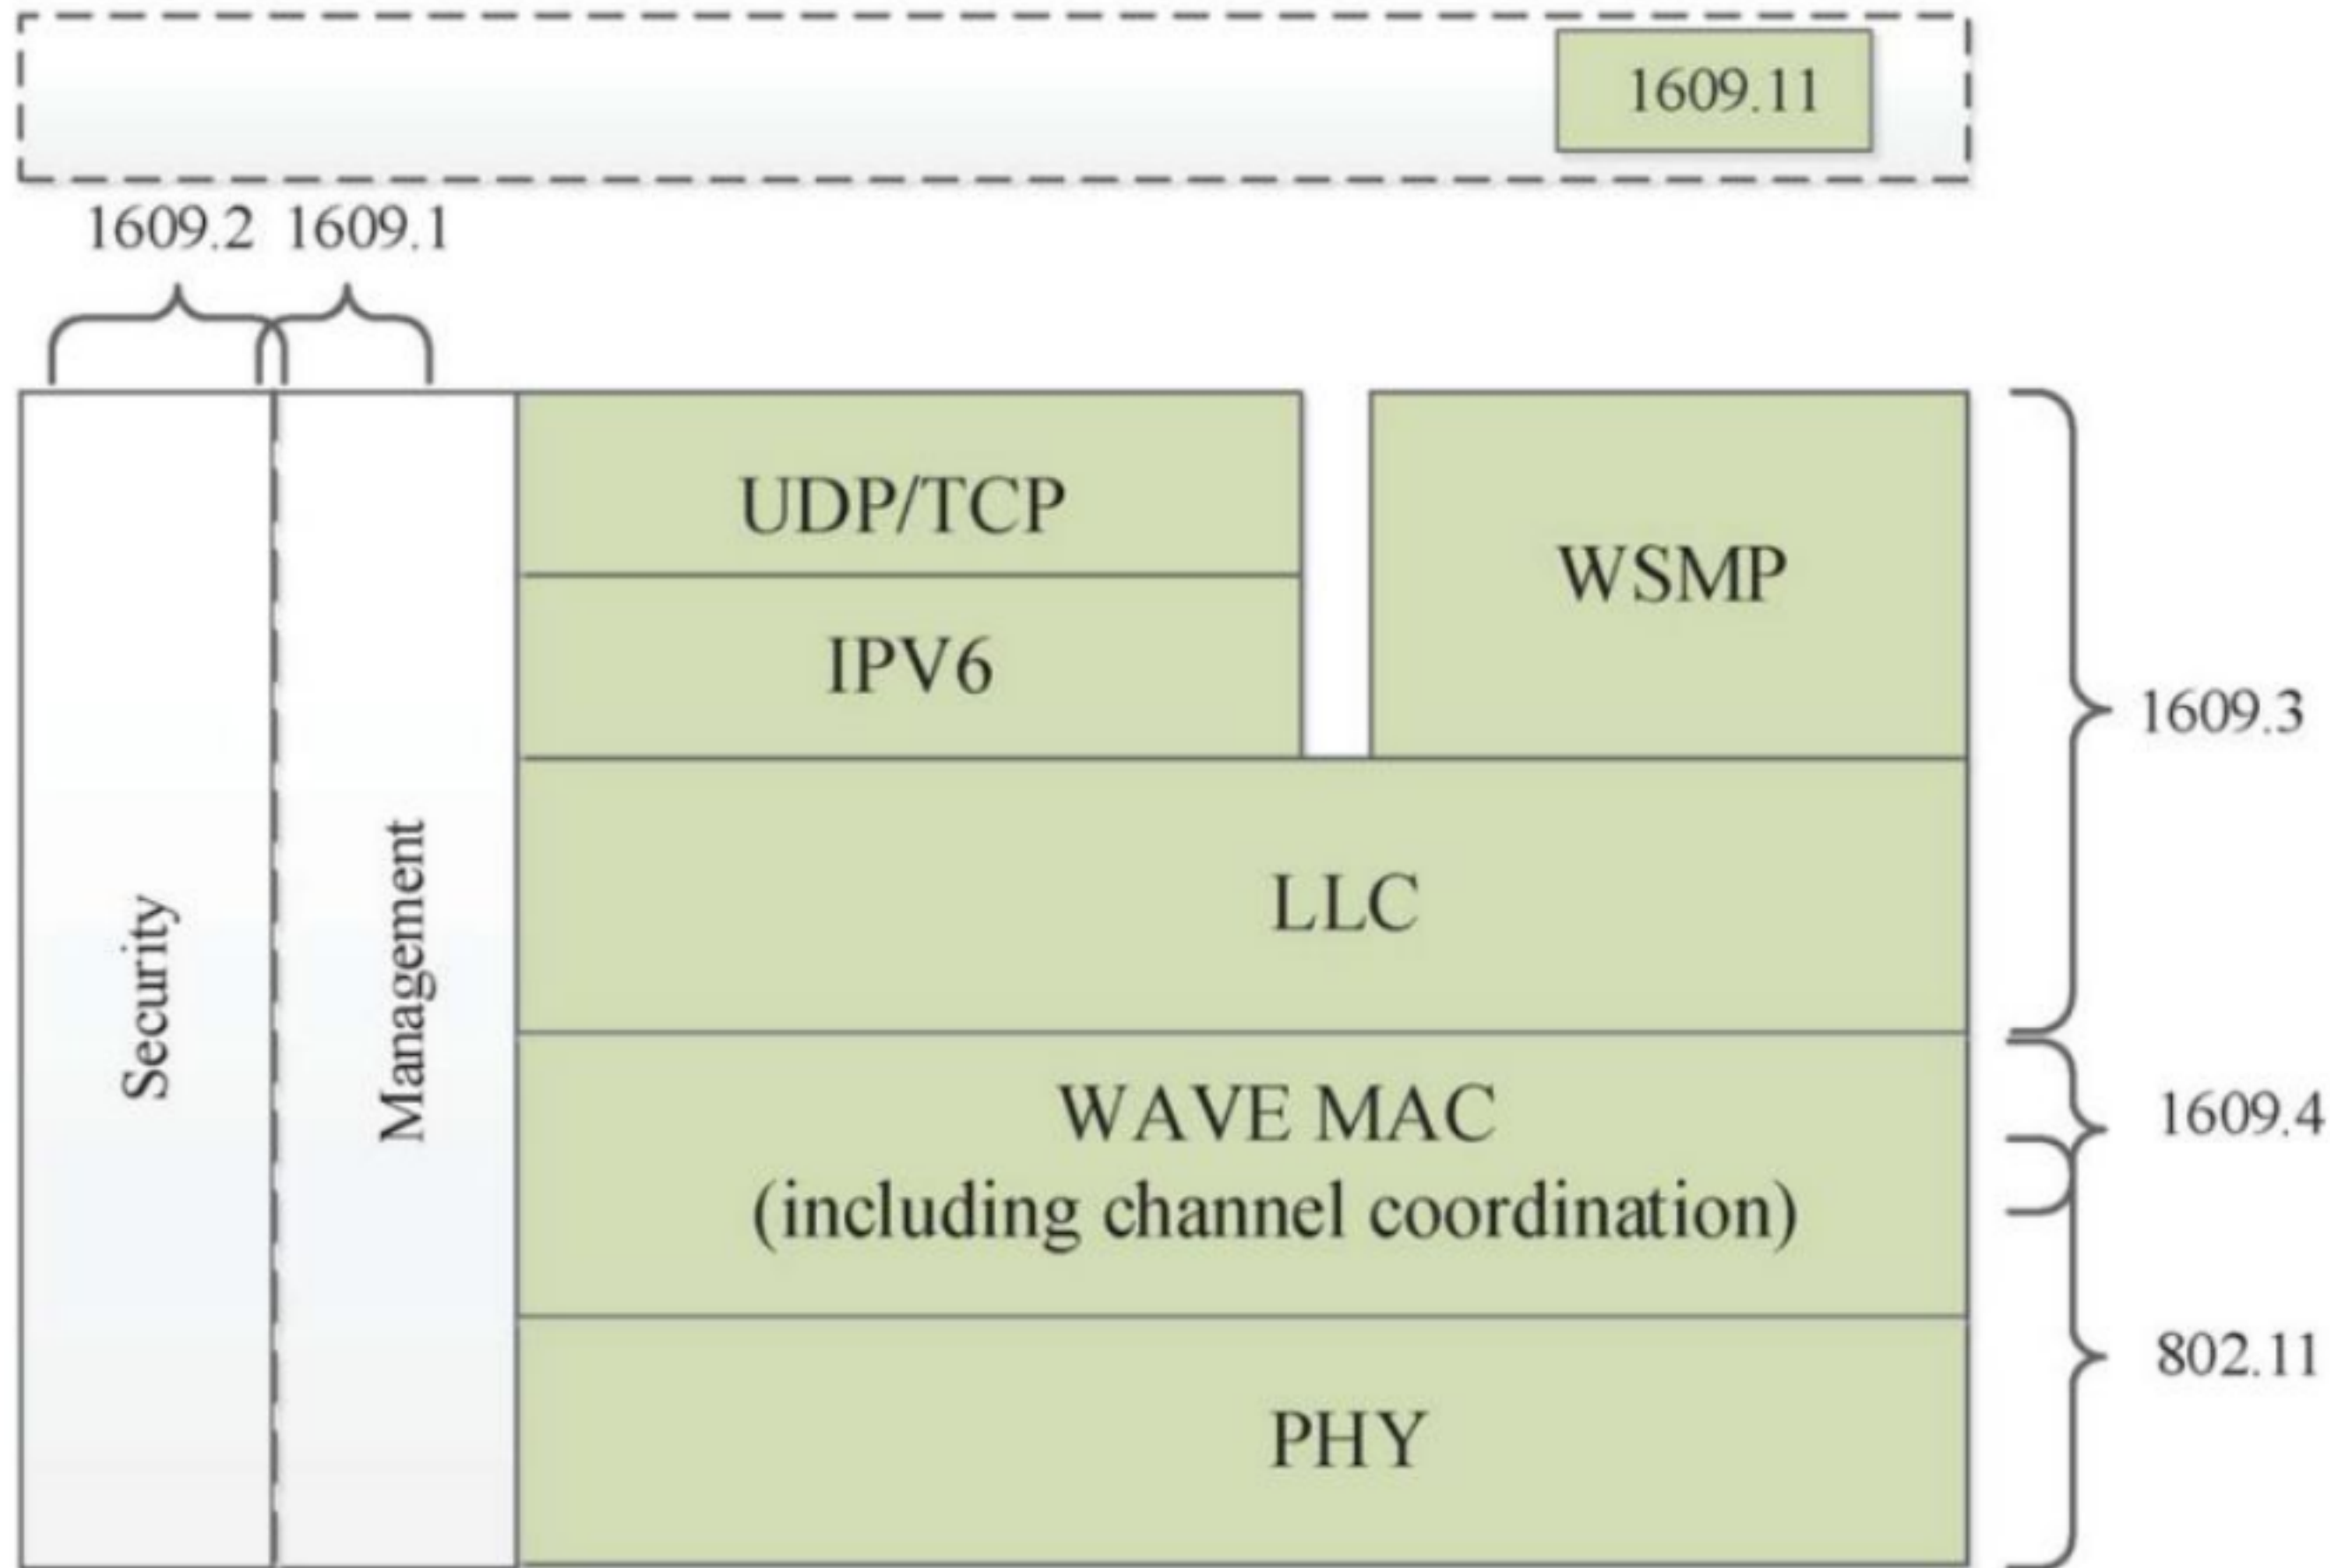 1609.11
1609.2 1609.1
UDP/TCP
WSMP
IPV6
1609.3
LLC
Security
Management
WAVE MAC
(including channel coordination)
1609.4
802.11
PHY